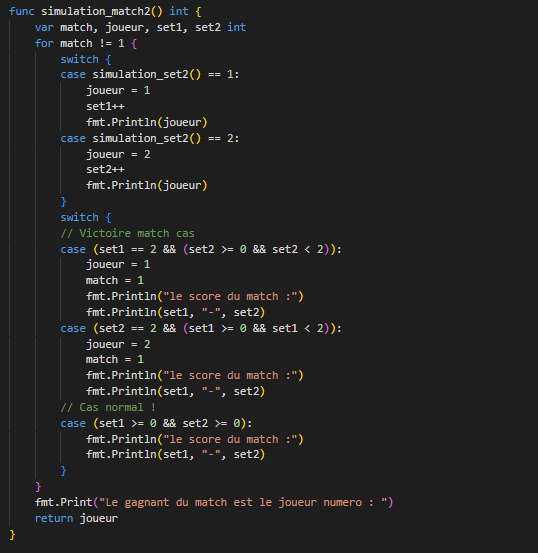 func simulation_match2() int {
    var match, joueur, set1, set2 int
    for match != 1 {
        switch {
        case simulation_set2() == 1:
            joueur = 1
            set1++
            fmt.Println(joueur)
        case simulation_set2() == 2:
            joueur = 2
            set2++
            fmt.Println(joueur)
        }
        switch {
        // Victoire match cas
        case (set1 == 2 && (set2 >= 0 && set2 < 2)):
            joueur = 1
            match = 1
            fmt.Println("le score du match :")
            fmt.Println(set1, "-", set2)
        case (set2 == 2 && (set1 >= 0 && set1 < 2)):
            joueur = 2
            match = 1
            fmt.Println("le score du match :")
            fmt.Println(set1, "-", set2)
        // Cas normal !
        case (set1 >= 0 && set2 >= 0):
            fmt.Println("le score du match :")
            fmt.Println(set1, "-", set2)
        }
    }
    fmt.Print("Le gagnant du match est le joueur numero : ")
    return joueur
}